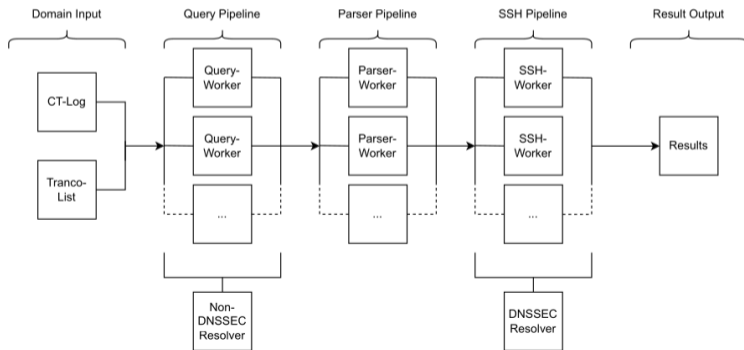 Domain Input
Query Pipeline
Parser Pipeline
SSH Pipeline
Result Output
CT-Log
Tranco-
List
Query-
Worker
Query-
Worker
...
Non-
DNSSEC
Resolver
Parser-
Worker
Parser-
Worker
...
SSH-
Worker
SSH-
Worker
...
DNSSEC
Resolver
Results